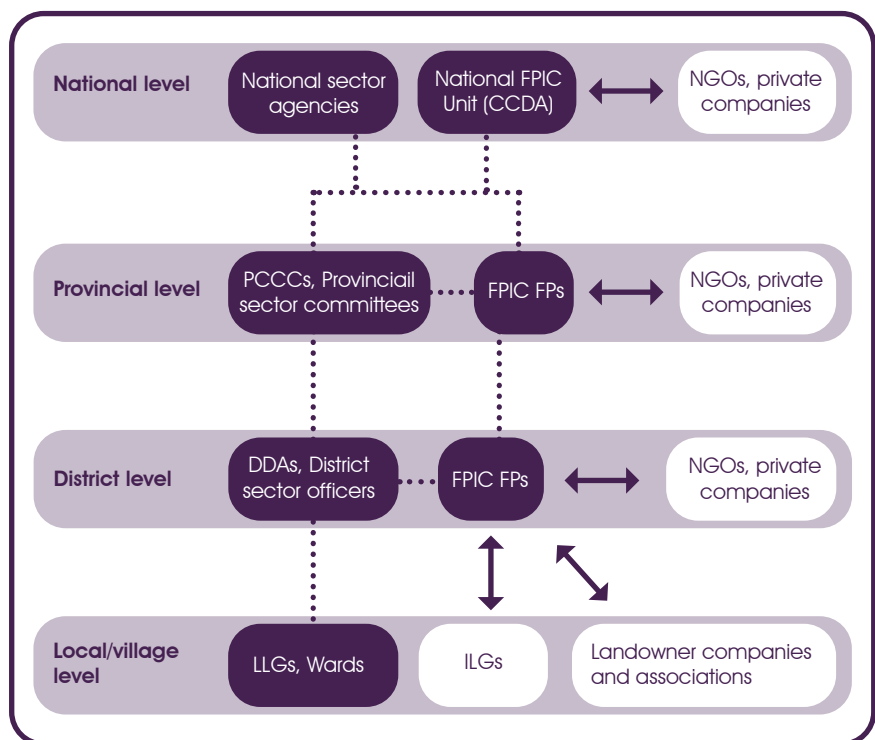 National level
National sector
agencies
National FPIC
Unit (CCDA)
NGOs, private
companies
Provincial level
PCCCs, Provinciail
sector committees
FPIC FPs
NGOs, private
companies
District level
DDAs, District
sector officers
FPIC FPs
NGOs, private
companies
Local/village
level
LLGs, Wards
ILGs
Landowner companies
and associations